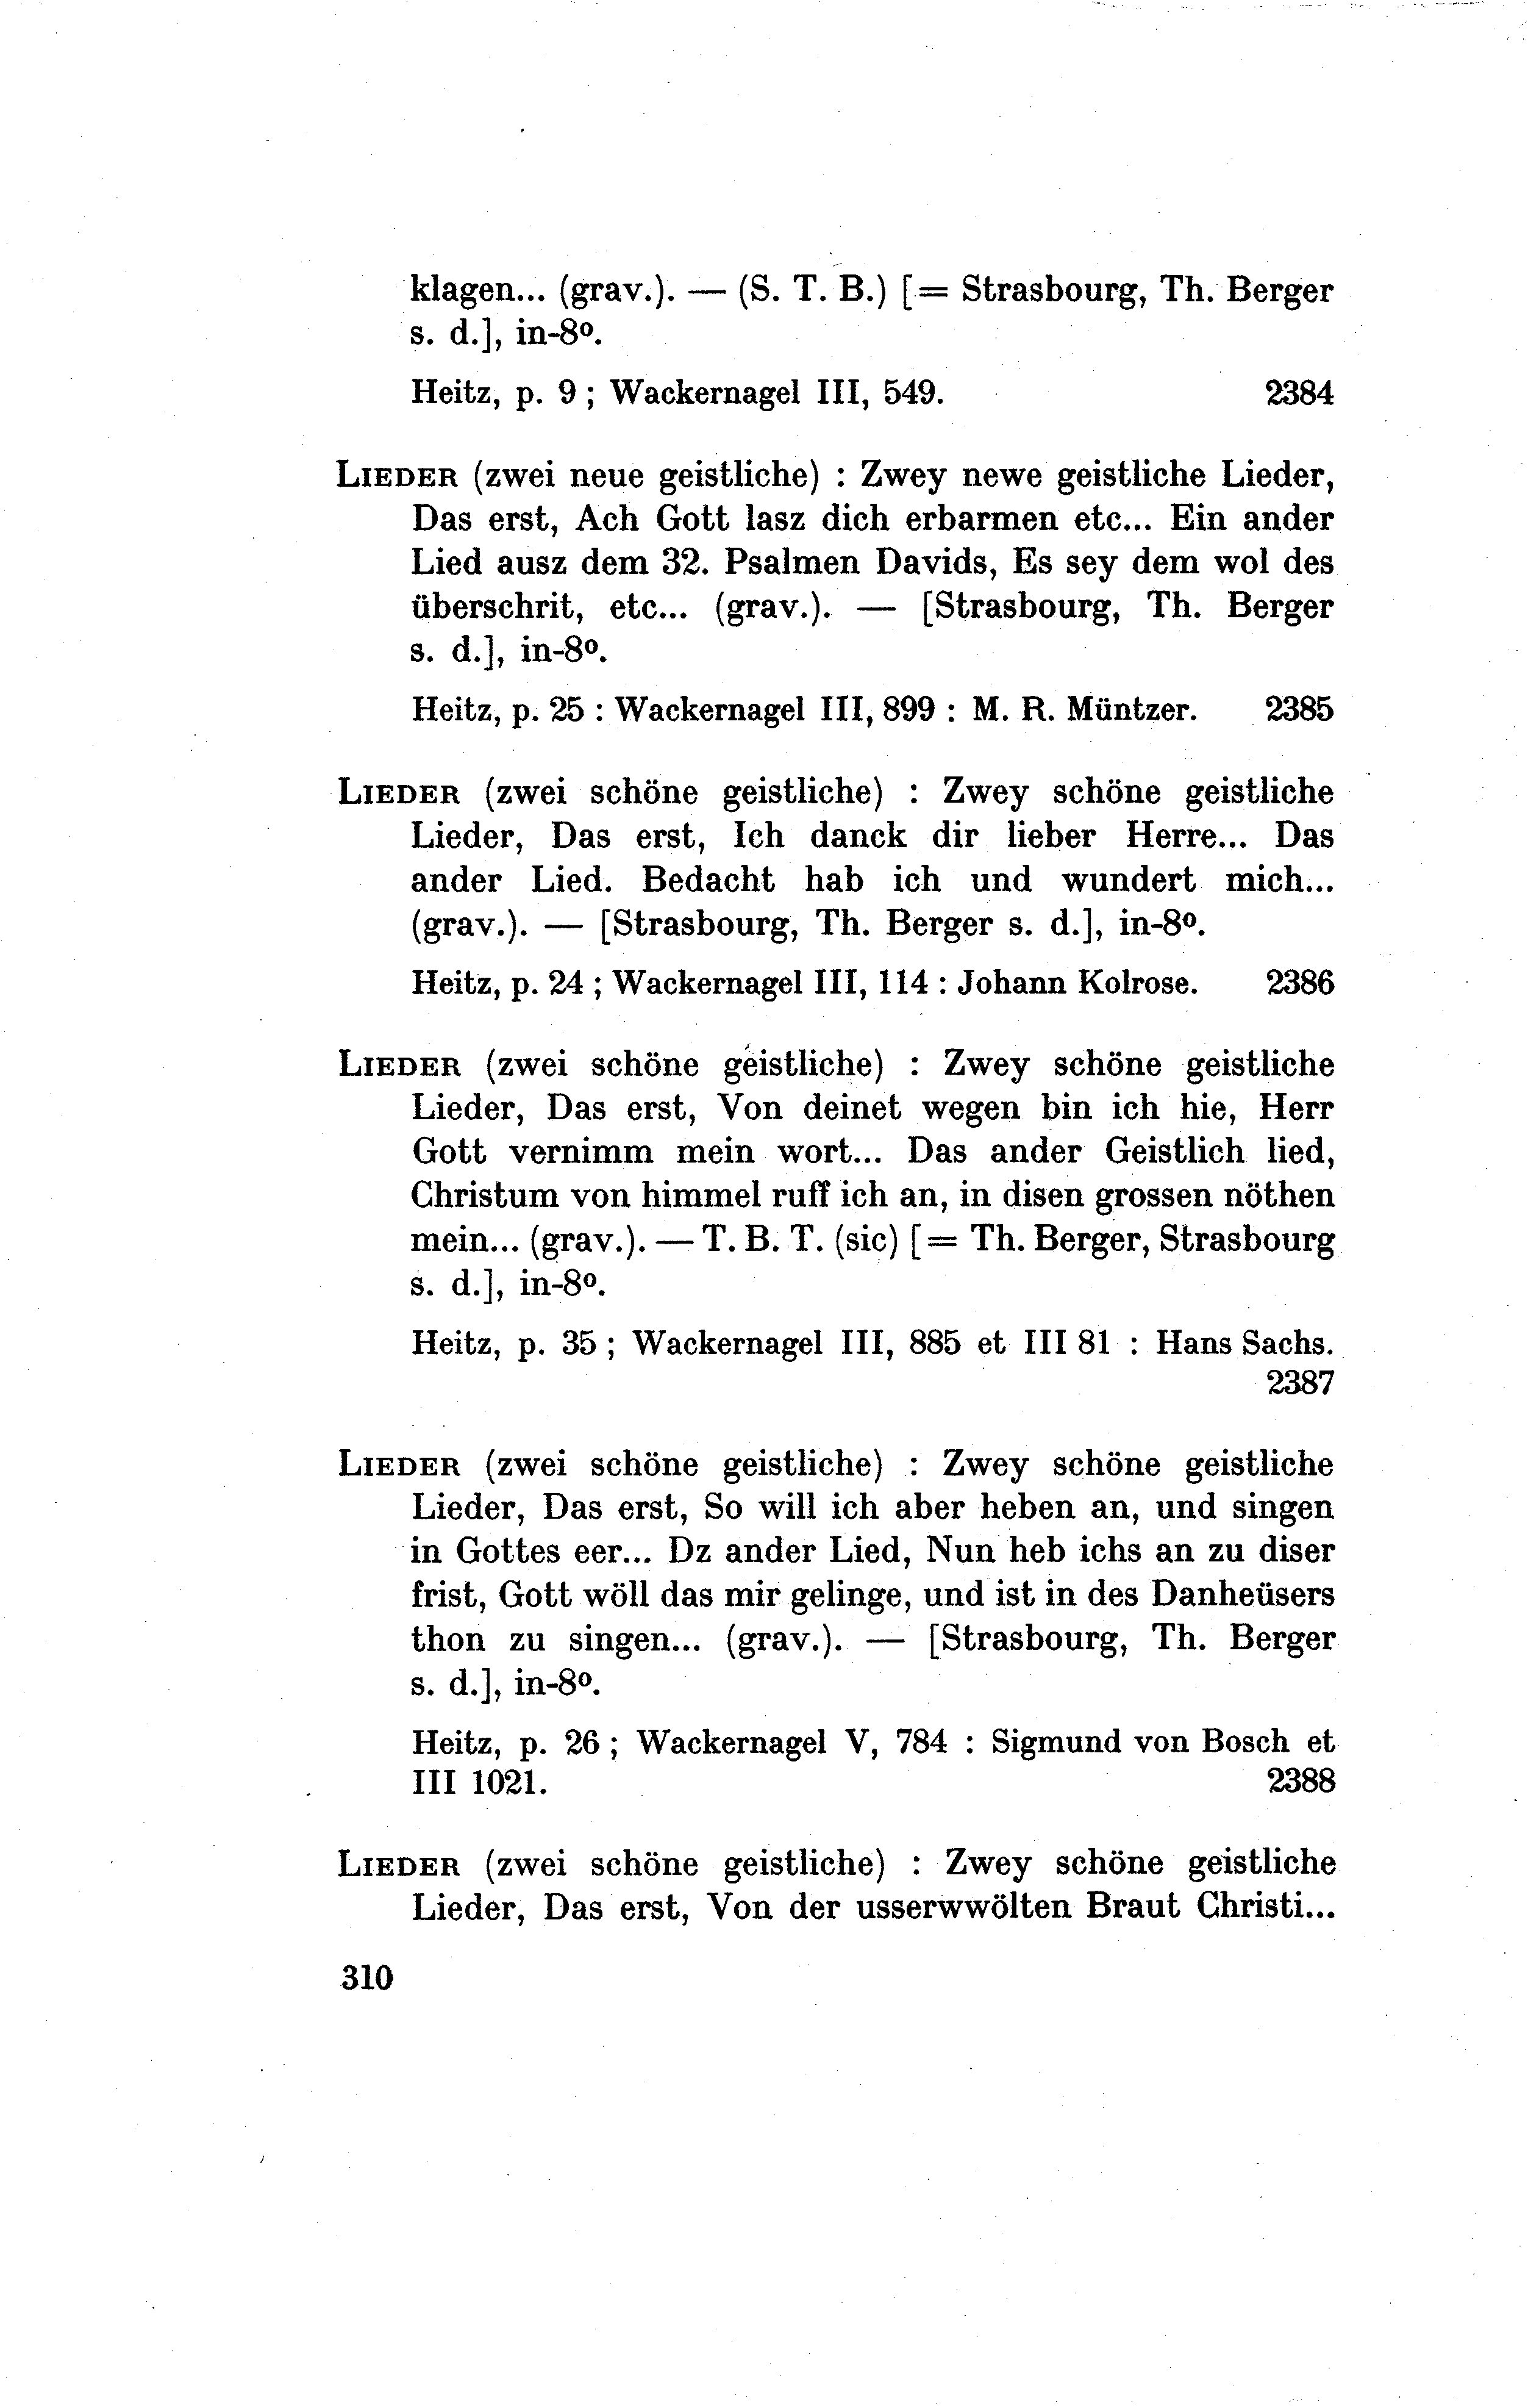 klagen... (grav.). — (S. T. B.) [= Strasbourg, Th. Berger
s. d.], in-8º.
Heitz, p. 9 ; Wackernagel III, 549. 2384
LIEDER (zwei neue geistliche) : Zwey newe geistliche Lieder,
Das erst, Ach Gott lasz dich erbarmen etc... Ein ander
Lied ausz dem 32. Psalmen Davids, Es sey dem wol des
überschrit, etc... (grav.). — [Strasbourg, Th. Berger
s. d.], in-8º.
Heitz, p. 25 : Wackernagel III, 899 : M. R. Müntzer. 2385
LIEDER (zwei schöne geistliche) : Zwey schöne geistliche
Lieder, Das erst, Ich danck dir lieber Herre... Das
ander Lied. Bedacht hab ich und wundert mich...
(grav.). — [Strasbourg, Th. Berger s. d.], in-8º.
Heitz, p. 24 ; Wackernagel III, 114 : Johann Kolrose. 2386
LIEDER (zwei schöne geistliche) : Zwey schöne geistliche
Lieder, Das erst, Von deinet wegen bin ich hie, Herr
Gott vernimm mein wort... Das ander Geistlich lied,
Christum von himmel ruff ich an, in disen grossen nöthen
mein... (grav.). — T. B. T. (sic) [= Th. Berger, Strasbourg
s. d.], in-8º.
Heitz, p. 35 ; Wackernagel III, 885 et III 81 : Hans Sachs.
2387
LIEDER (zwei schöne geistliche) : Zwey schöne geistliche
Lieder, Das erst, So will ich aber heben an, und singen
in Gottes eer... Dz ander Lied, Nun heb ichs an zu diser
frist, Gott wöll das mir gelinge, und ist in des Danheüsers
thon zu singen... (grav.). — [Strasbourg, Th. Berger
s. d.], in-8º.
Heitz, p. 26 ; Wackernagel V, 784 : Sigmund von Bosch et
III 1021. 2388
LIEDER (zwei schöne geistliche) : Zwey schöne geistliche
Lieder, Das erst, Von der usserwwölten Braut Christi...
310